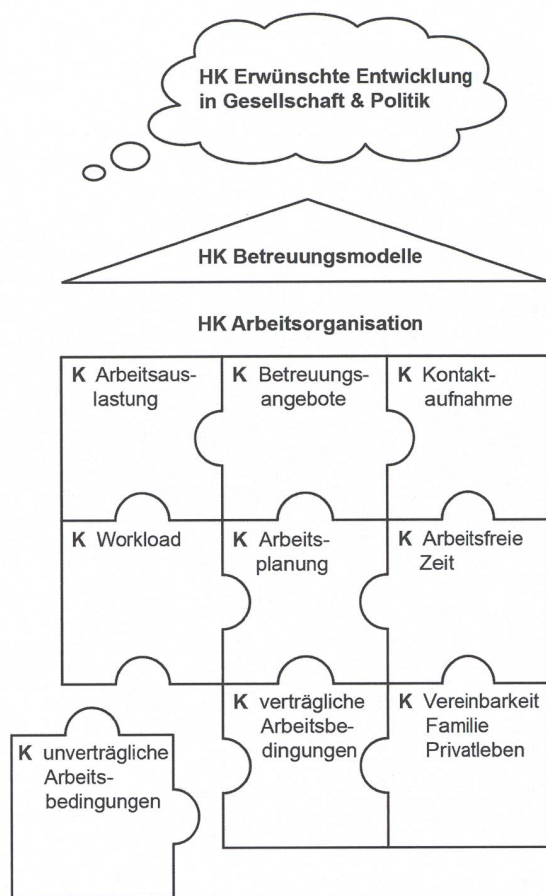 HK Erwünschte Entwicklung
in Gesellschaft & Politik
HK Betreuungsmodelle
HK Arbeitsorganisation
K Arbeitsaus-
lastung
K Betreuungs-
angebote
K Kontakt-
aufnahme
K Workload
K Arbeits-
planung
K Arbeitsfreie
Zeit
K unverträgliche
Arbeits-
bedingungen
K verträgliche
Arbeitsbe-
dingungen
K Vereinbarkeit
Familie
Privatleben